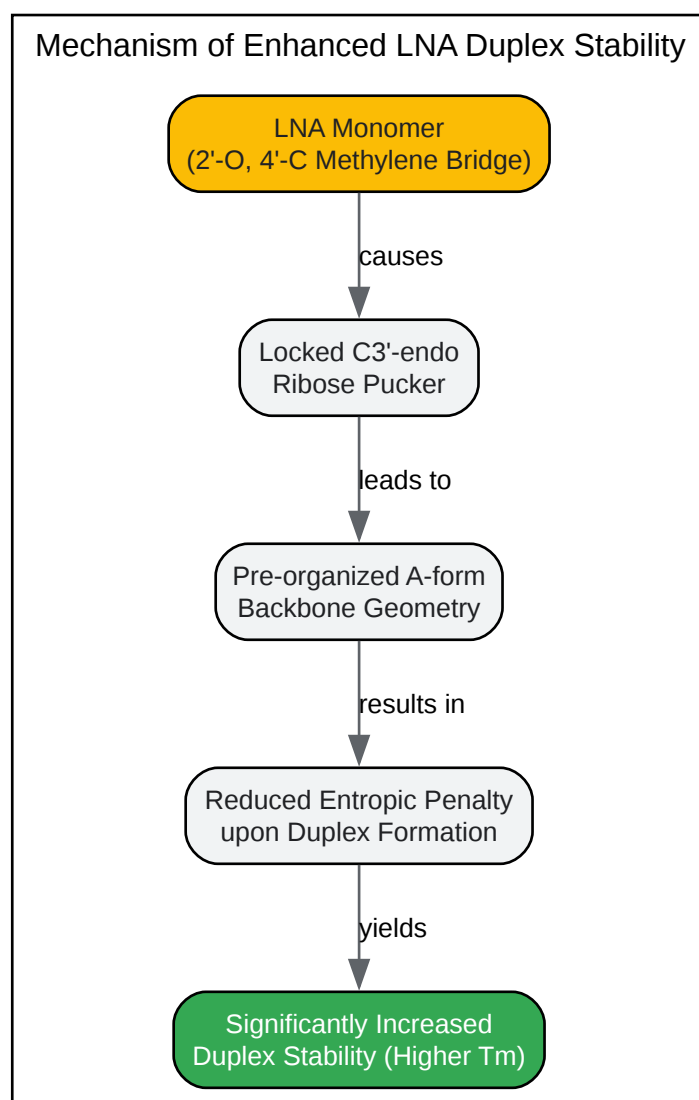 Mechanism of Enhanced LNA Duplex Stability
LNA Monomer
(2'-O, 4'-C Methylene Bridge)
causes
Locked C3'-endo
Ribose Pucker
leads to
Pre-organized A-form
Backbone Geometry
results in
Reduced Entropic Penalty
upon Duplex Formation
yields
Significantly Increased
Duplex Stability (Higher Tm)